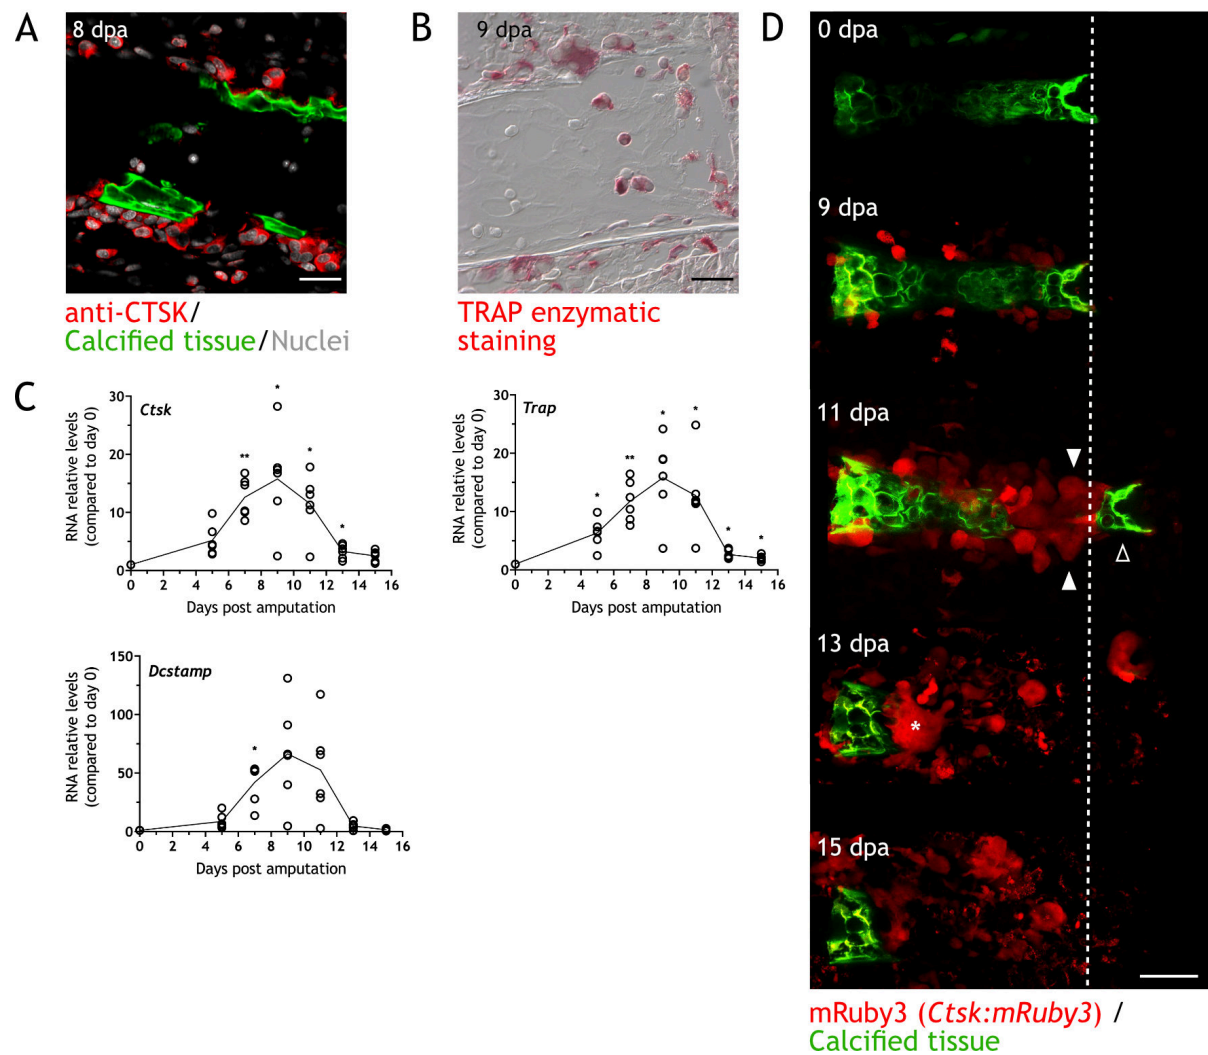 A
8 dpa
anti-CTSK/
Calcified tissue/Nuclei
B
9 dpa
TRAP enzymatic
staining
C
RNA relative levels
(compared to day 0)
Ctsk
30
20
10
0
*
**
*
*
0 2 4 6 8 10 12 14 16
Days post amputation
RNA relative levels
(compared to day 0)
Trap
30
20
10
0
*
**
*
*
*
*
0 2 4 6 8 10 12 14 16
Days post amputation
RNA relative levels
(compared to day 0)
Dcstamp
150
100
50
0
*
0 2 4 6 8 10 12 14 16
Days post amputation
D
0 dpa
9 dpa
11 dpa
13 dpa
*
15 dpa
mRuby3 (Ctsk:mRuby3) /
Calcified tissue